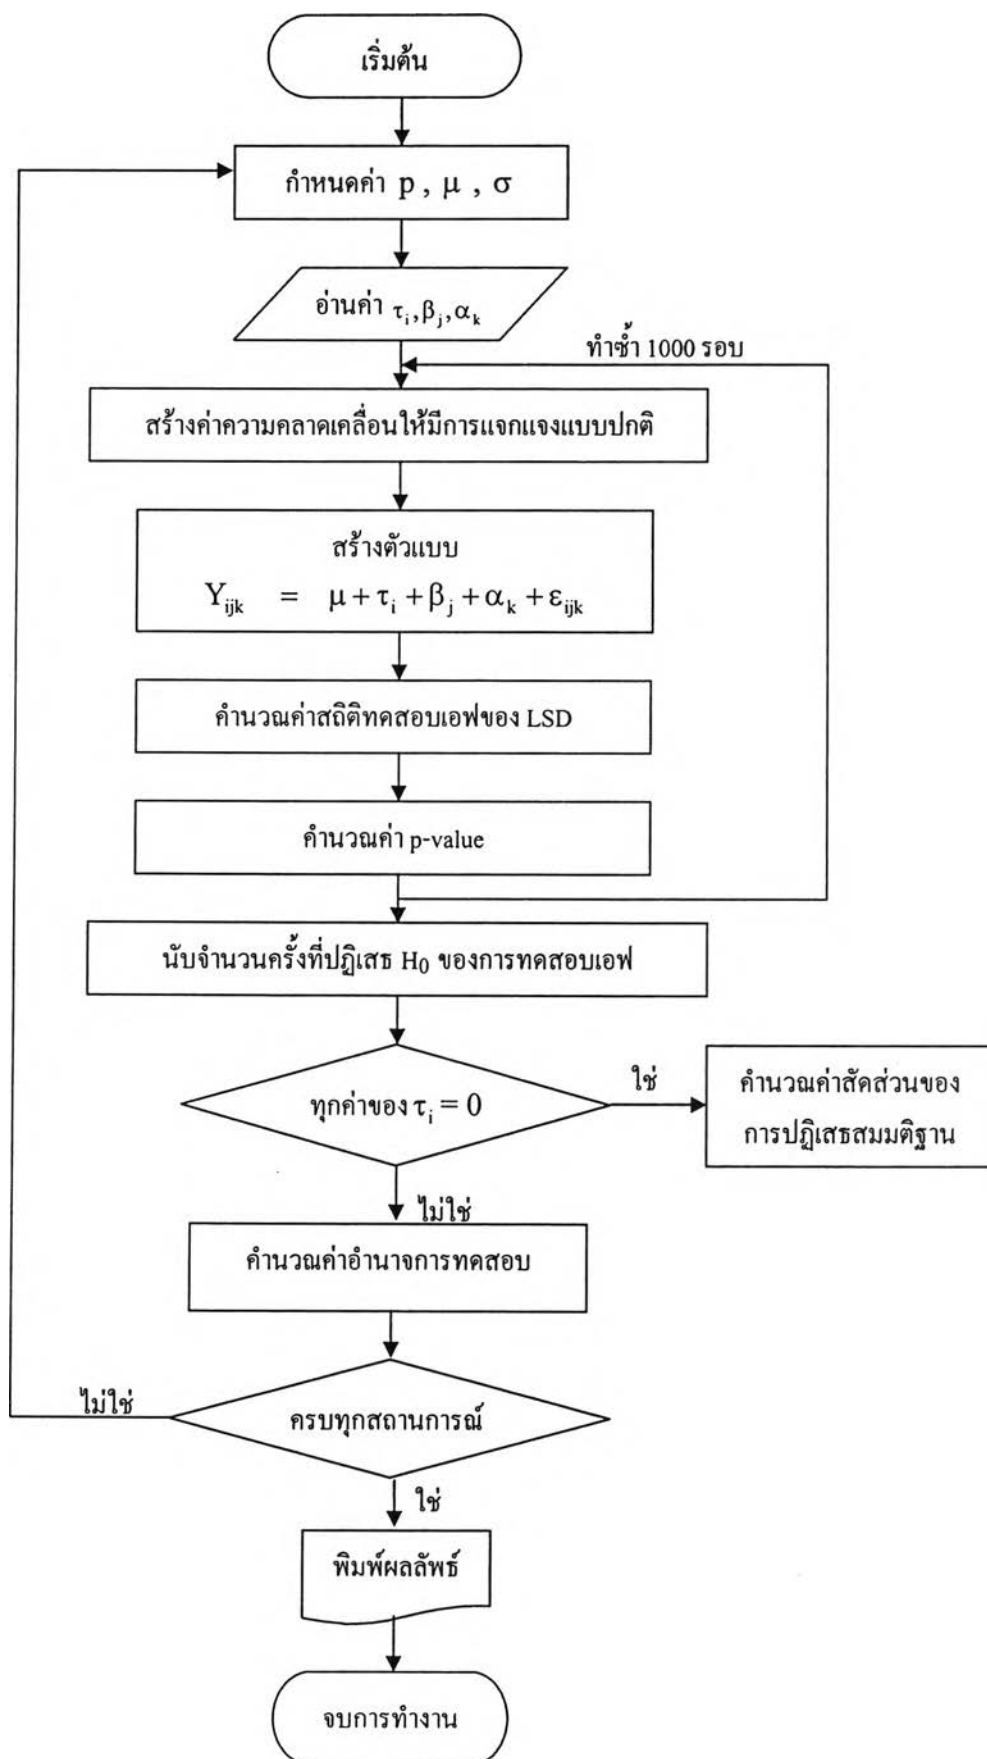 เริ่มต้น
กำหนดค่า p , μ , σ
อ่านค่า τᵢ,βⱼ,αₖ
ทำซ้ำ 1000 รอบ
สร้างค่าความคลาดเคลื่อนให้มีการแจกแจงแบบปกติ
สร้างตัวแบบ
Yᵢⱼₖ = μ + τᵢ + βⱼ + αₖ + εᵢⱼₖ
คำนวณค่าสถิติทดสอบเอฟของ LSD
คำนวณค่า p-value
นับจำนวนครั้งที่ปฏิเสธ H₀ ของการทดสอบเอฟ
ทุกค่าของ τᵢ = 0
ใช่
คำนวณค่าสัดส่วนของ
การปฏิเสธสมมติฐาน
ไม่ใช่
คำนวณค่าอำนาจการทดสอบ
ไม่ใช่
ครบทุกสถานการณ์
ใช่
พิมพ์ผลลัพธ์
จบการทำงาน